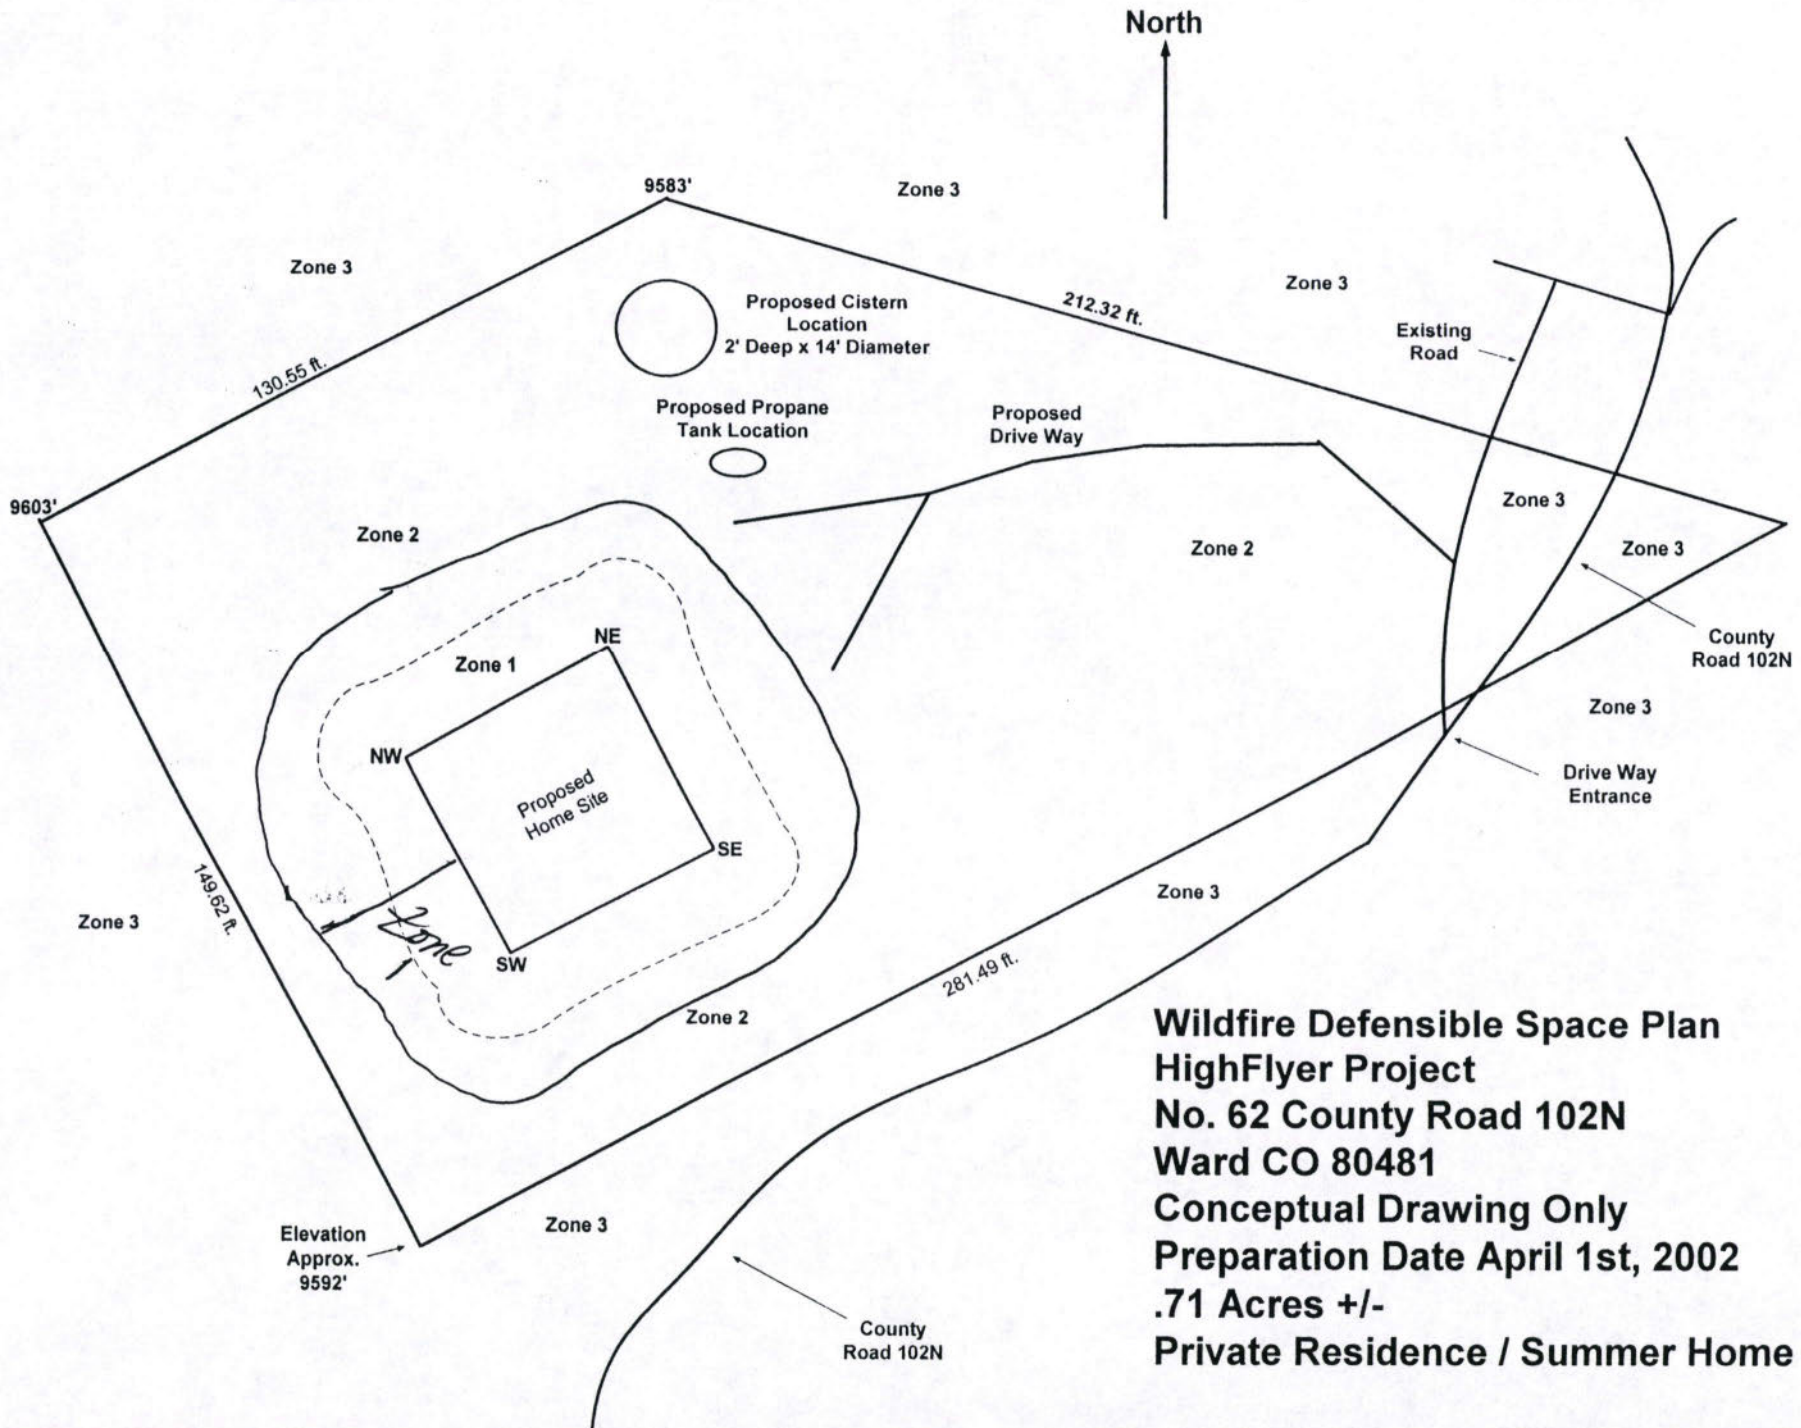 North
9583'
Zone 3
Zone 3
Zone 3
Proposed Cistern
Location
2' Deep x 14' Diameter
212.32 ft.
Existing
Road
130.55 ft.
Proposed Propane
Tank Location
Proposed
Drive Way
9603'
Zone 2
Zone 2
Zone 3
Zone 3
County
Road 102N
NE
Zone 1
NW
Proposed
Home Site
SE
SW
Zone
1
Zone 3
Drive Way
Entrance
149.62 ft.
Zone 3
Zone 3
281.49 ft.
Zone 2
Zone 3
Elevation
Approx.
9592'
County
Road 102N
Wildfire Defensible Space Plan
HighFlyer Project
No. 62 County Road 102N
Ward CO 80481
Conceptual Drawing Only
Preparation Date April 1st, 2002
.71 Acres +/-
Private Residence / Summer Home